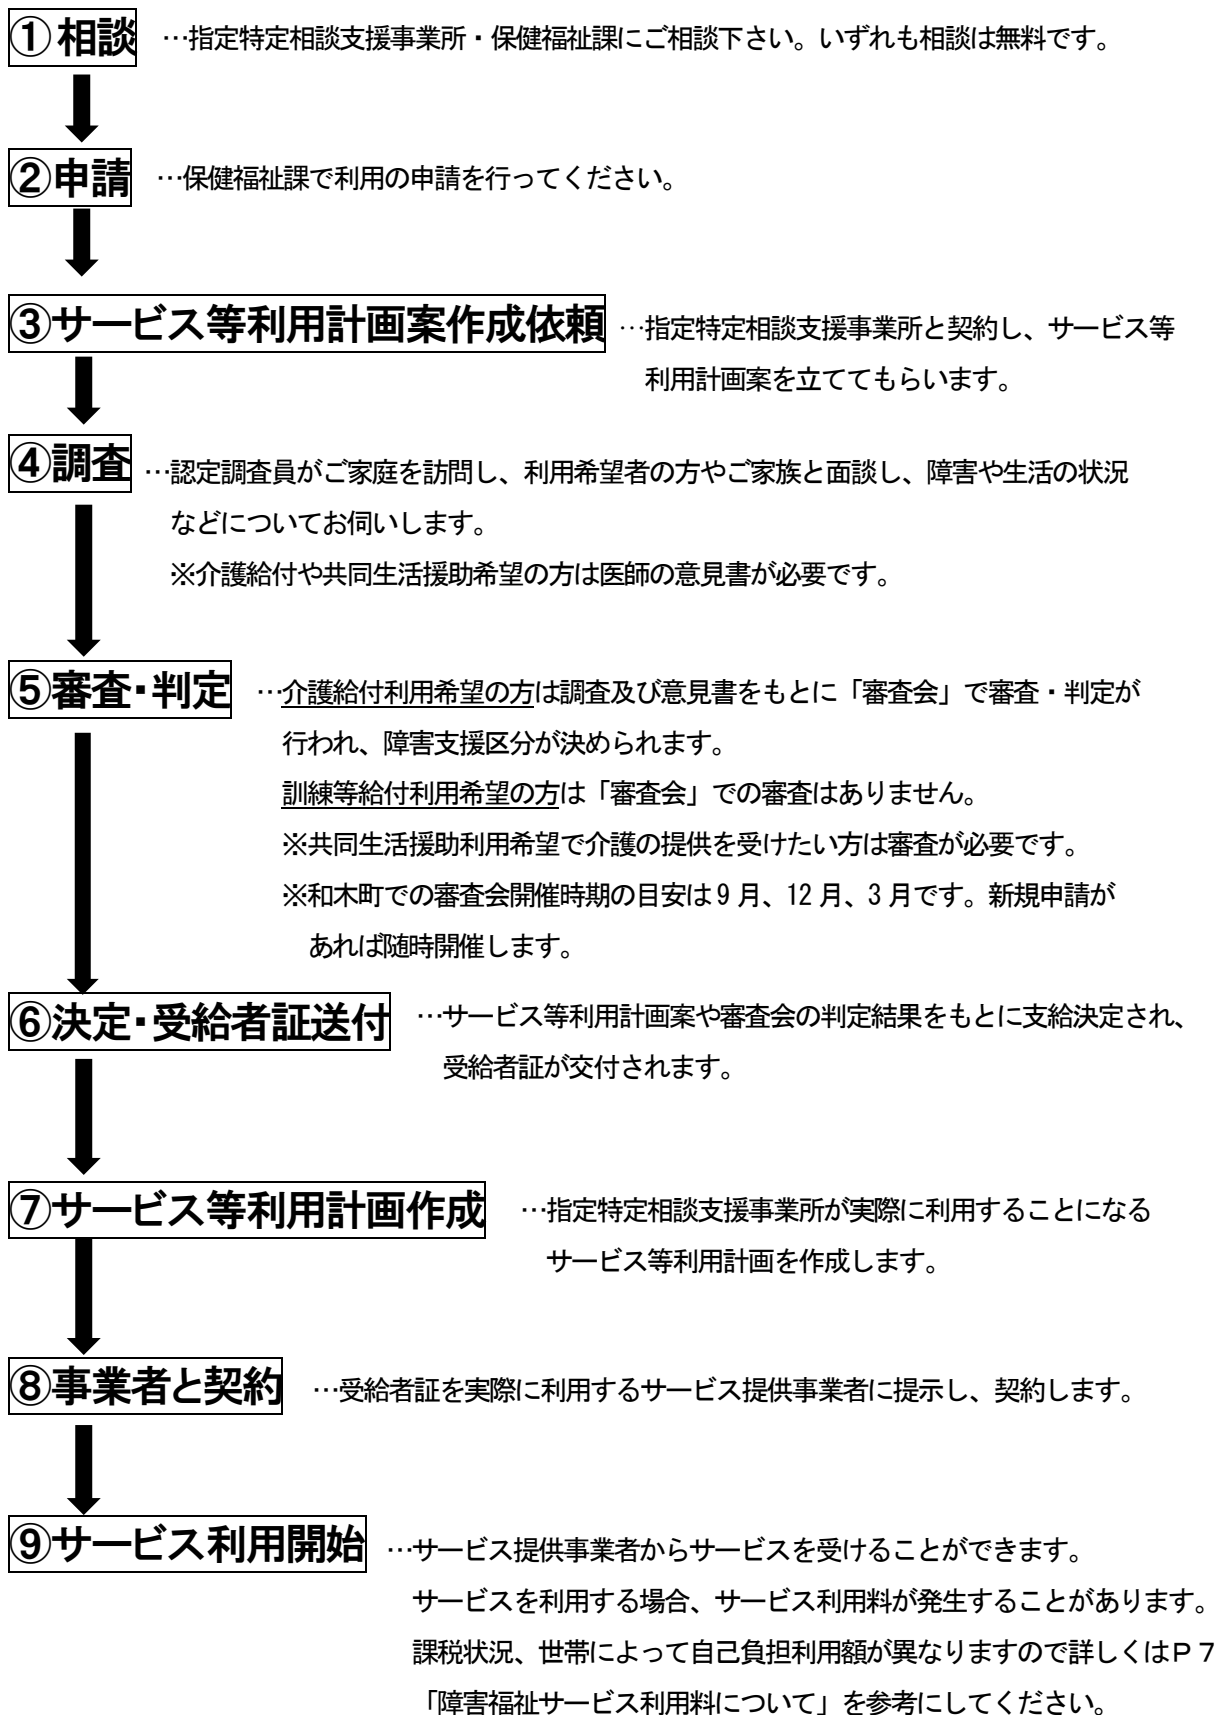 ①相談 …指定特定相談支援事業所・保健福祉課にご相談下さい。いずれも相談は無料です。
②申請 …保健福祉課で利用の申請を行ってください。
③サービス等利用計画案作成依頼 …指定特定相談支援事業所と契約し、サービス等
利用計画案を立ててもらいます。
④調査 …認定調査員がご家庭を訪問し、利用希望者の方やご家族と面談し、障害や生活の状況
などについてお伺いします。
※介護給付や共同生活援助希望の方は医師の意見書が必要です。
⑤審査・判定 …介護給付利用希望の方は調査及び意見書をもとに「審査会」で審査・判定が
行われ、障害支援区分が決められます。
訓練等給付利用希望の方は「審査会」での審査はありません。
※共同生活援助利用希望で介護の提供を受けたい方は審査が必要です。
※和木町での審査会開催時期の目安は9月、12月、3月です。新規申請が
あれば随時開催します。
⑥決定・受給者証送付 …サービス等利用計画案や審査会の判定結果をもとに支給決定され、
受給者証が交付されます。
⑦サービス等利用計画作成 …指定特定相談支援事業所が実際に利用することになる
サービス等利用計画を作成します。
⑧事業者と契約 …受給者証を実際に利用するサービス提供事業者に提示し、契約します。
⑨サービス利用開始 …サービス提供事業者からサービスを受けることができます。
サービスを利用する場合、サービス利用料が発生することがあります。
課税状況、世帯によって自己負担利用額が異なりますので詳しくはP7
「障害福祉サービス利用料について」を参考にしてください。